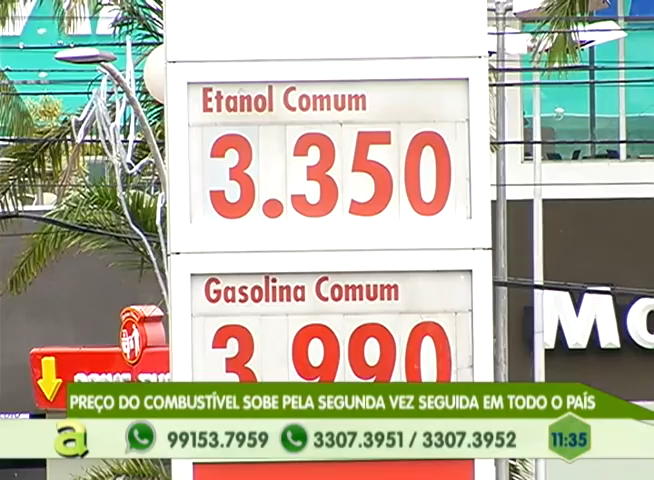 Etanol Comum
3.350
Gasolina Comum
3.990
Mo
PREÇO DO COMBUSTÍVEL SOBE PELA SEGUNDA VEZ SEGUIDA EM TODO O PAÍS
a
99153.7959
3307.3951 / 3307.3952
11:35